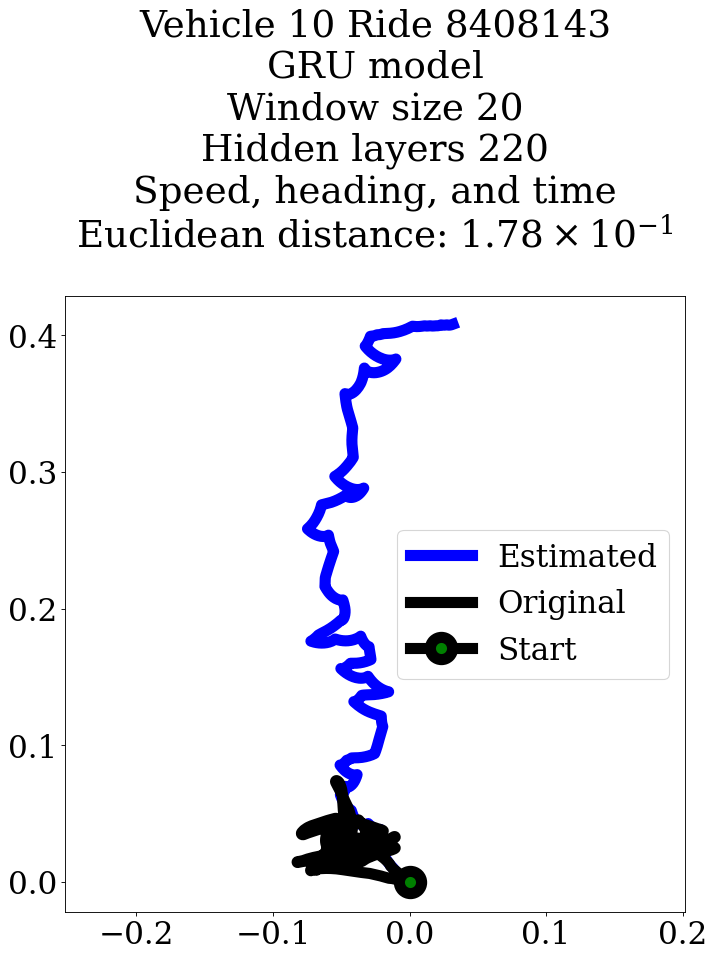 Vehicle 10 Ride 8408143
GRU model
Window size 20
Hidden layers 220
Speed, heading, and time
Euclidean distance: 1.78 × 10⁻¹
0.4
0.3
0.2
0.1
0.0
Estimated
Original
Start
−0.2
−0.1
0.0
0.1
0.2